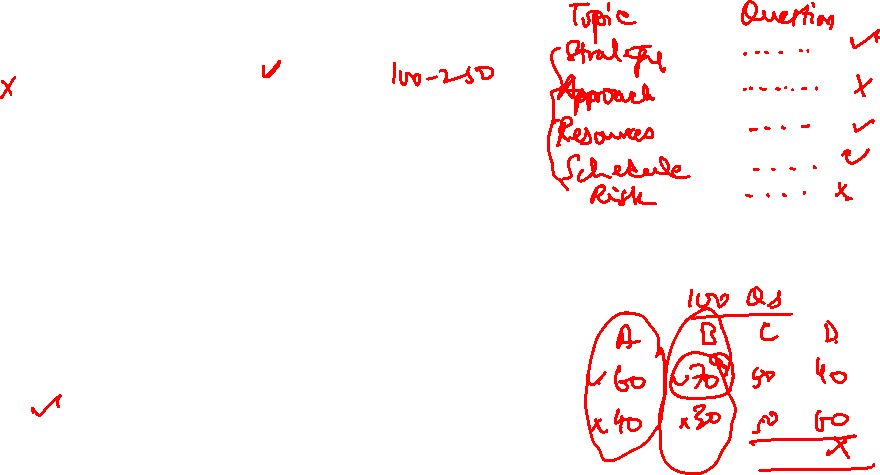 Topic Question
Strategy ..... ✓
✓ 100-250
x Approach ....... x
Resources ..... ✓
Schedule ..... ✓
Risk ..... x
100 Qs
A B C D
✓60 ✓70 50 40
✓
x40 x30 50 60
x